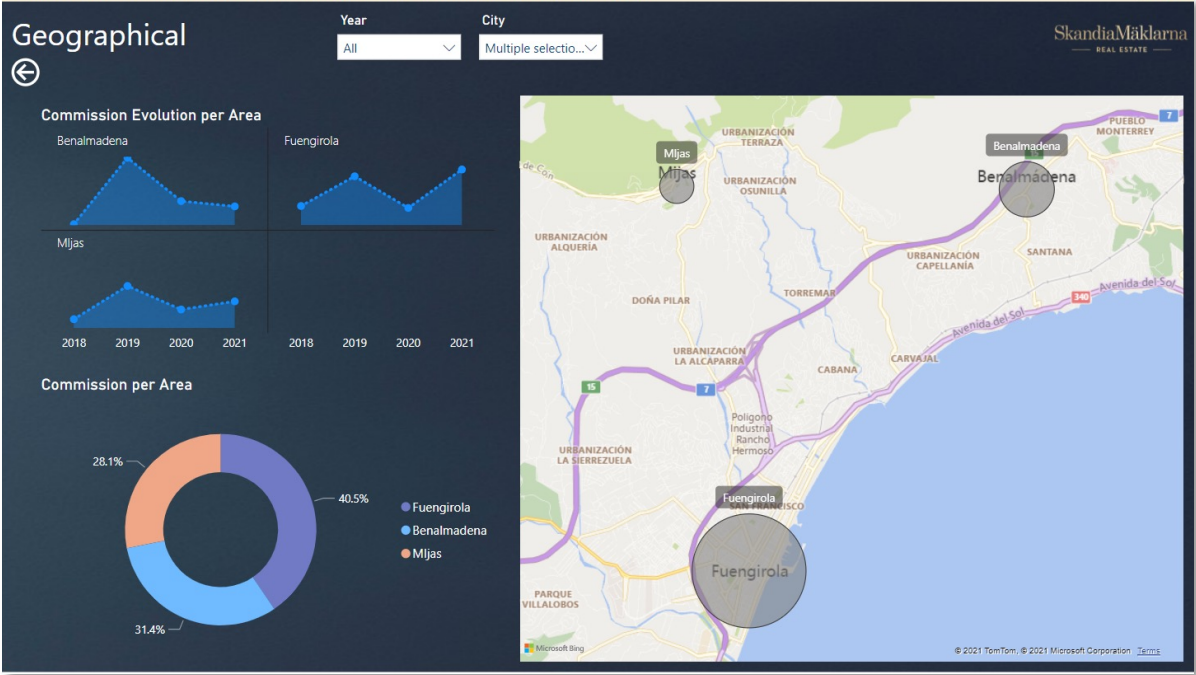 Geographical
Year
City
All
Multiple selectio...
SkandiaMäklarna
REAL ESTATE
Commission Evolution per Area
Benalmadena
Fuengirola
MIjas
2018
2019
2020
2021
2018
2019
2020
2021
Commission per Area
28.1%
40.5%
31.4%
Fuengirola
Benalmadena
MIjas
PUEBLO
MONTERREY
7
URBANIZACIÓN
TERRAZA
MIjas
Mijas
Benalmadena
Benalmádena
URBANIZACIÓN
OSUNILLA
URBANIZACIÓN
ALQUERÍA
URBANIZACIÓN
CAPELLANÍA
SANTANA
DOÑA PILAR
TORREMAR
340
Avenida del Sol
Avenida del Sol
URBANIZACIÓN
LA ALCAPARRA
CABANA
CARVAJAL
15
7
Polígono
Industrial
Rancho
Hermoso
URBANIZACIÓN
LA SIERREZUELA
Fuengirola
SAN FRANCISCO
Fuengirola
PARQUE
VILLALOBOS
Microsoft Bing
© 2021 TomTom, © 2021 Microsoft Corporation
Terms